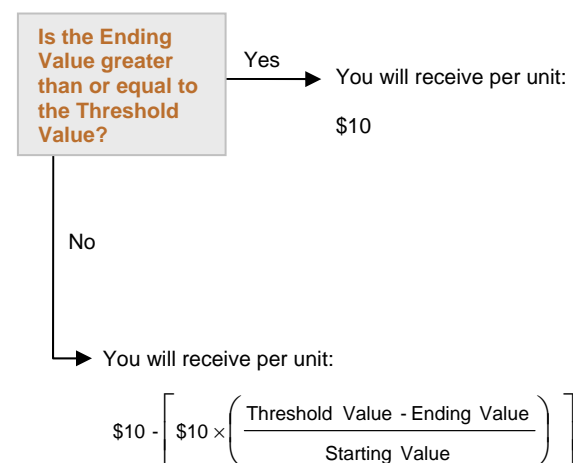 Is the Ending
Value greater
than or equal to
the Threshold
Value?
Yes
You will receive per unit:
$10
No
You will receive per unit:
$10 - [ $10 × ( Threshold Value - Ending Value
Starting Value ) ]